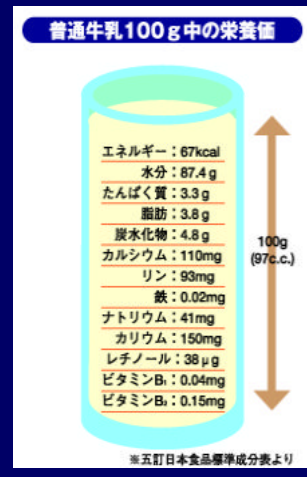 普通牛乳100g中の栄養価
エネルギー：67kcal
水分：87.4g
たんぱく質：3.3g
脂肪：3.8g
炭水化物：4.8g
カルシウム：110mg
リン：93mg
鉄：0.02mg
ナトリウム：41mg
カリウム：150mg
レチノール：38μg
ビタミンB₁：0.04mg
ビタミンB₂：0.15mg
100g
(97c.c.)
※五訂日本食品標準成分表より